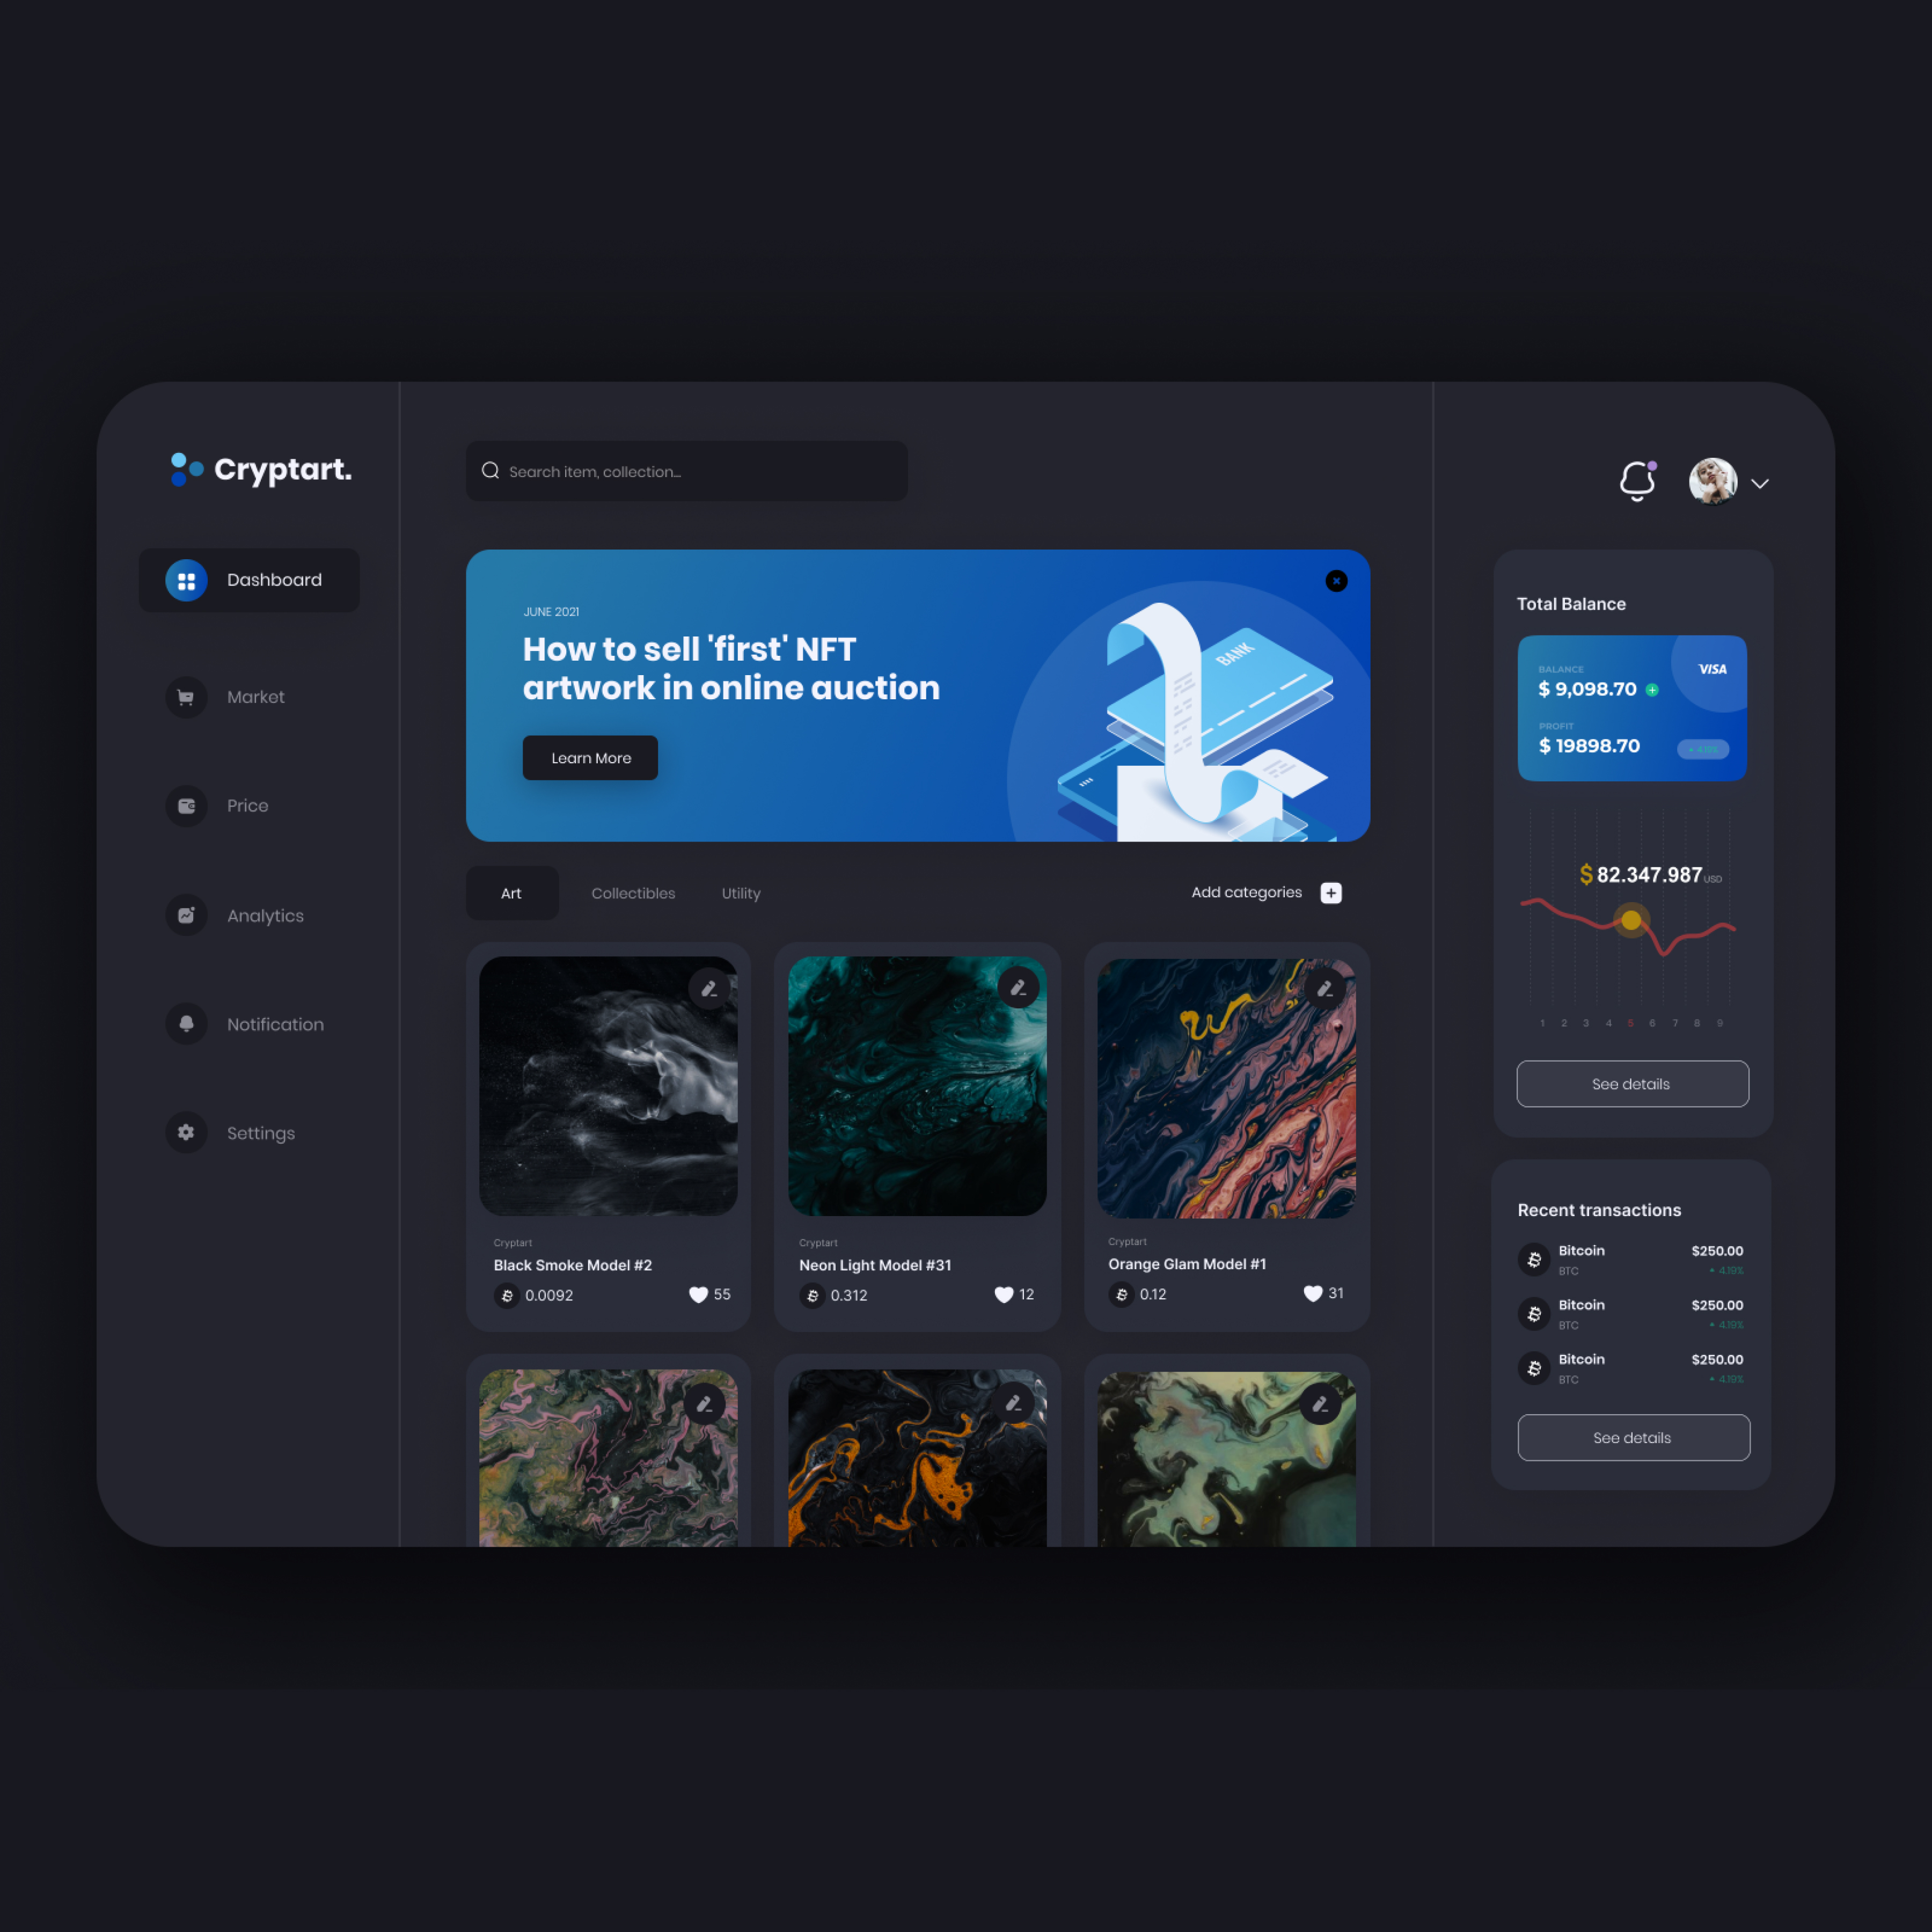 Cryptart.
Dashboard
Market
Price
Analytics
Notification
Settings
Search item, collection...
JUNE 2021
How to sell 'first' NFT
artwork in online auction
Learn More
BANK
Art
Collectibles
Utility
Add categories
Cryptart
Black Smoke Model #2
0.0092
55
Cryptart
Neon Light Model #31
0.312
12
Cryptart
Orange Glam Model #1
0.12
31
Total Balance
BALANCE
VISA
$ 9,098.70
PROFIT
$ 19898.70
4.19%
$ 82.347.987 USD
1 2 3 4 5 6 7 8 9
See details
Recent transactions
Bitcoin $250.00
BTC 4.19%
Bitcoin $250.00
BTC 4.19%
Bitcoin $250.00
BTC 4.19%
See details